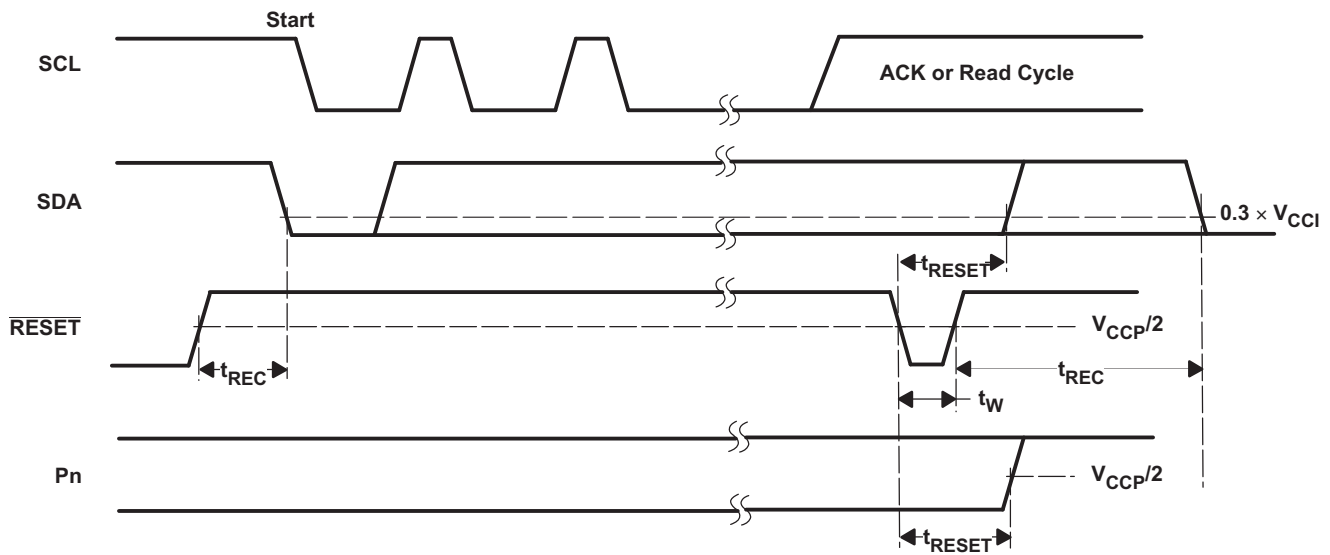 Start
SCL
ACK or Read Cycle
SDA
0.3 × VCCI
tRESET
RESET
VCCP/2
tREC
tREC
tW
Pn
VCCP/2
tRESET